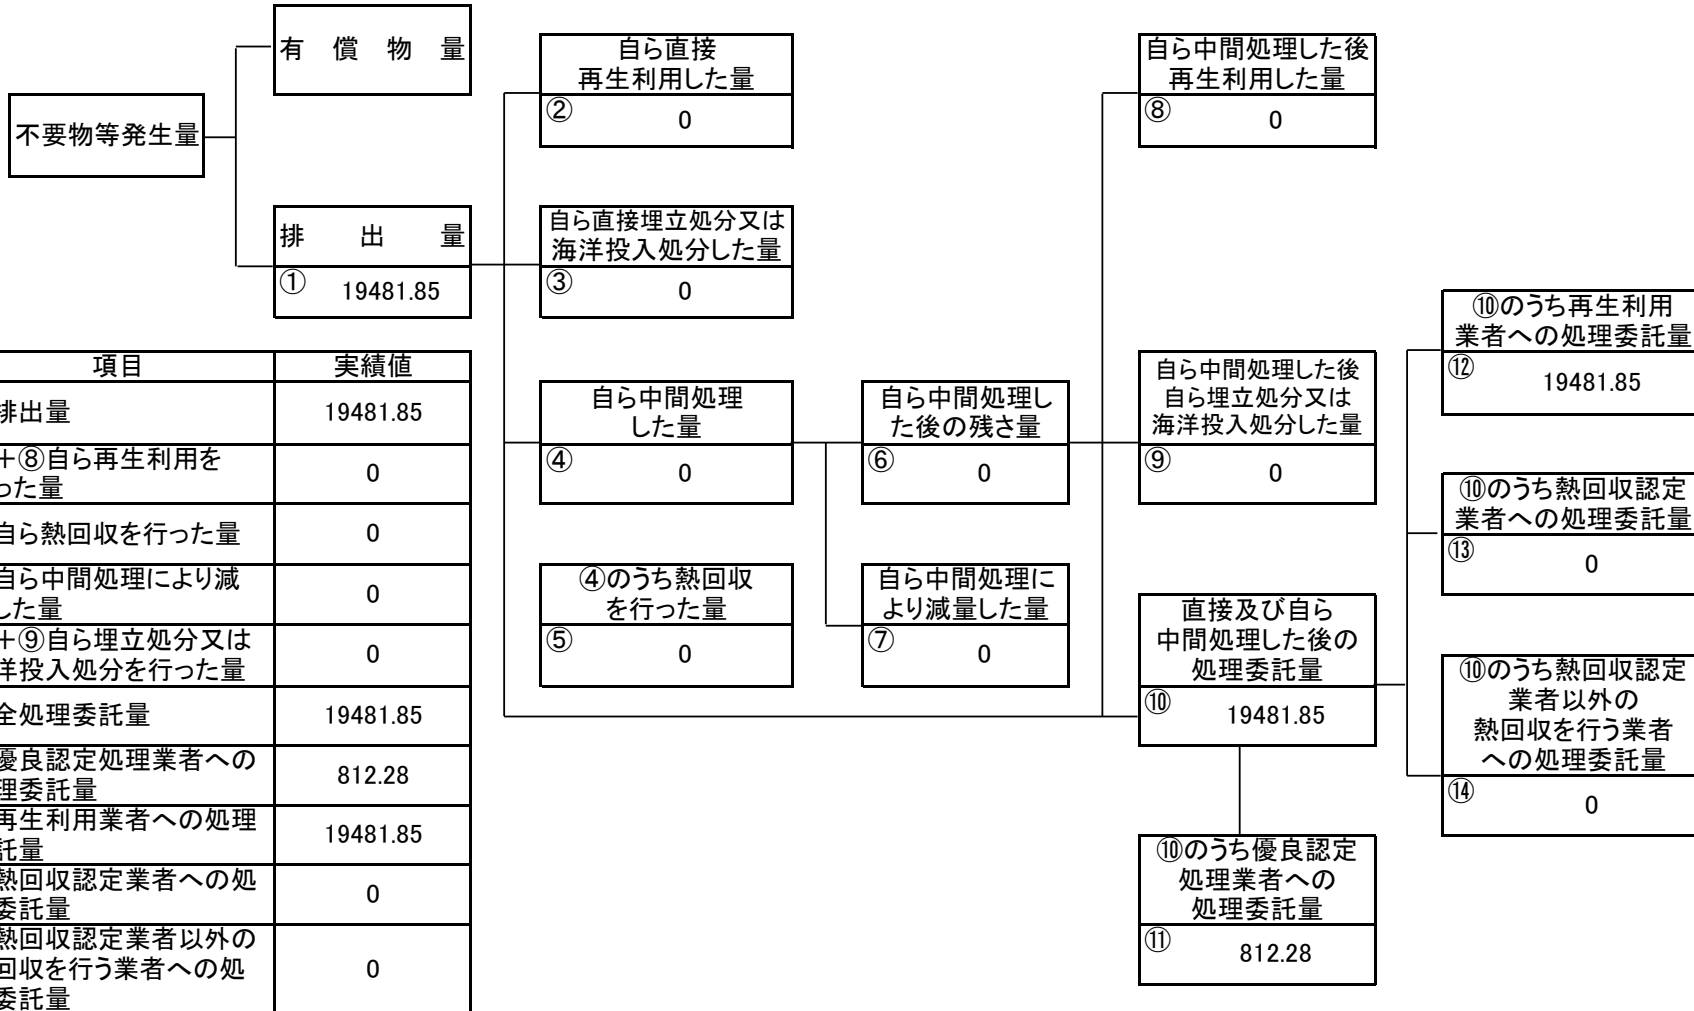 有償物量
不要物等発生量
排出量
① 19481.85
自ら直接
再生利用した量
② 0
自ら直接埋立処分又は
海洋投入処分した量
③ 0
自ら中間処理
した量
④ 0
④のうち熱回収
を行った量
⑤ 0
自ら中間処理し
た後の残さ量
⑥ 0
自ら中間処理に
より減量した量
⑦ 0
自ら中間処理した後
再生利用した量
⑧ 0
自ら中間処理した後
自ら埋立処分又は
海洋投入処分した量
⑨ 0
直接及び自ら
中間処理した後の
処理委託量
⑩ 19481.85
⑩のうち優良認定
処理業者への
処理委託量
⑪ 812.28
⑩のうち再生利用
業者への処理委託量
⑫ 19481.85
⑩のうち熱回収認定
業者への処理委託量
⑬ 0
⑩のうち熱回収認定
業者以外の
熱回収を行う業者
への処理委託量
⑭ 0
項目 実績値
排出量 19481.85
+⑧自ら再生利用を
った量 0
自ら熱回収を行った量 0
自ら中間処理により減
した量 0
+⑨自ら埋立処分又は
洋投入処分を行った量 0
全処理委託量 19481.85
優良認定処理業者への
理委託量 812.28
再生利用業者への処理
託量 19481.85
熱回収認定業者への処
委託量 0
熱回収認定業者以外の
回収を行う業者への処
委託量 0